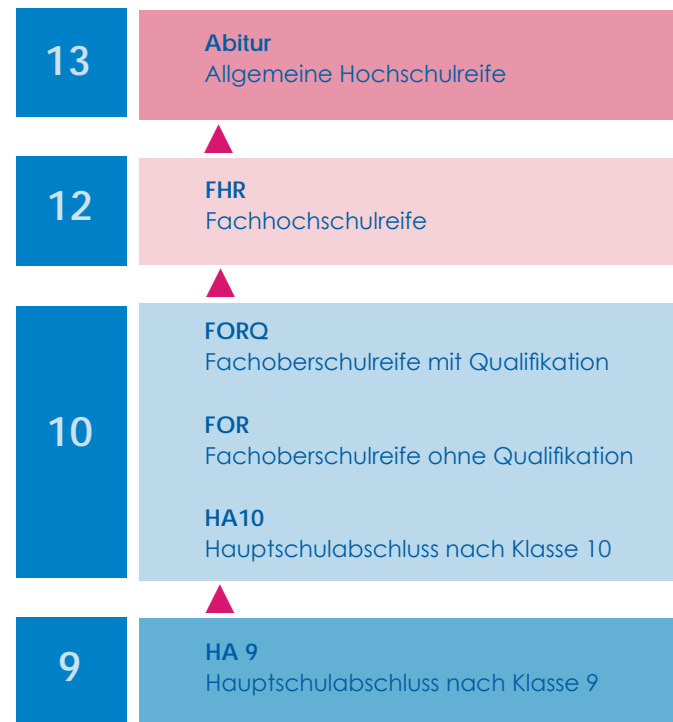 13
Abitur
Allgemeine Hochschulreife
12
FHR
Fachhochschulreife
10
FORQ
Fachoberschulreife mit Qualifikation
FOR
Fachoberschulreife ohne Qualifikation
HA10
Hauptschulabschluss nach Klasse 10
9
HA 9
Hauptschulabschluss nach Klasse 9